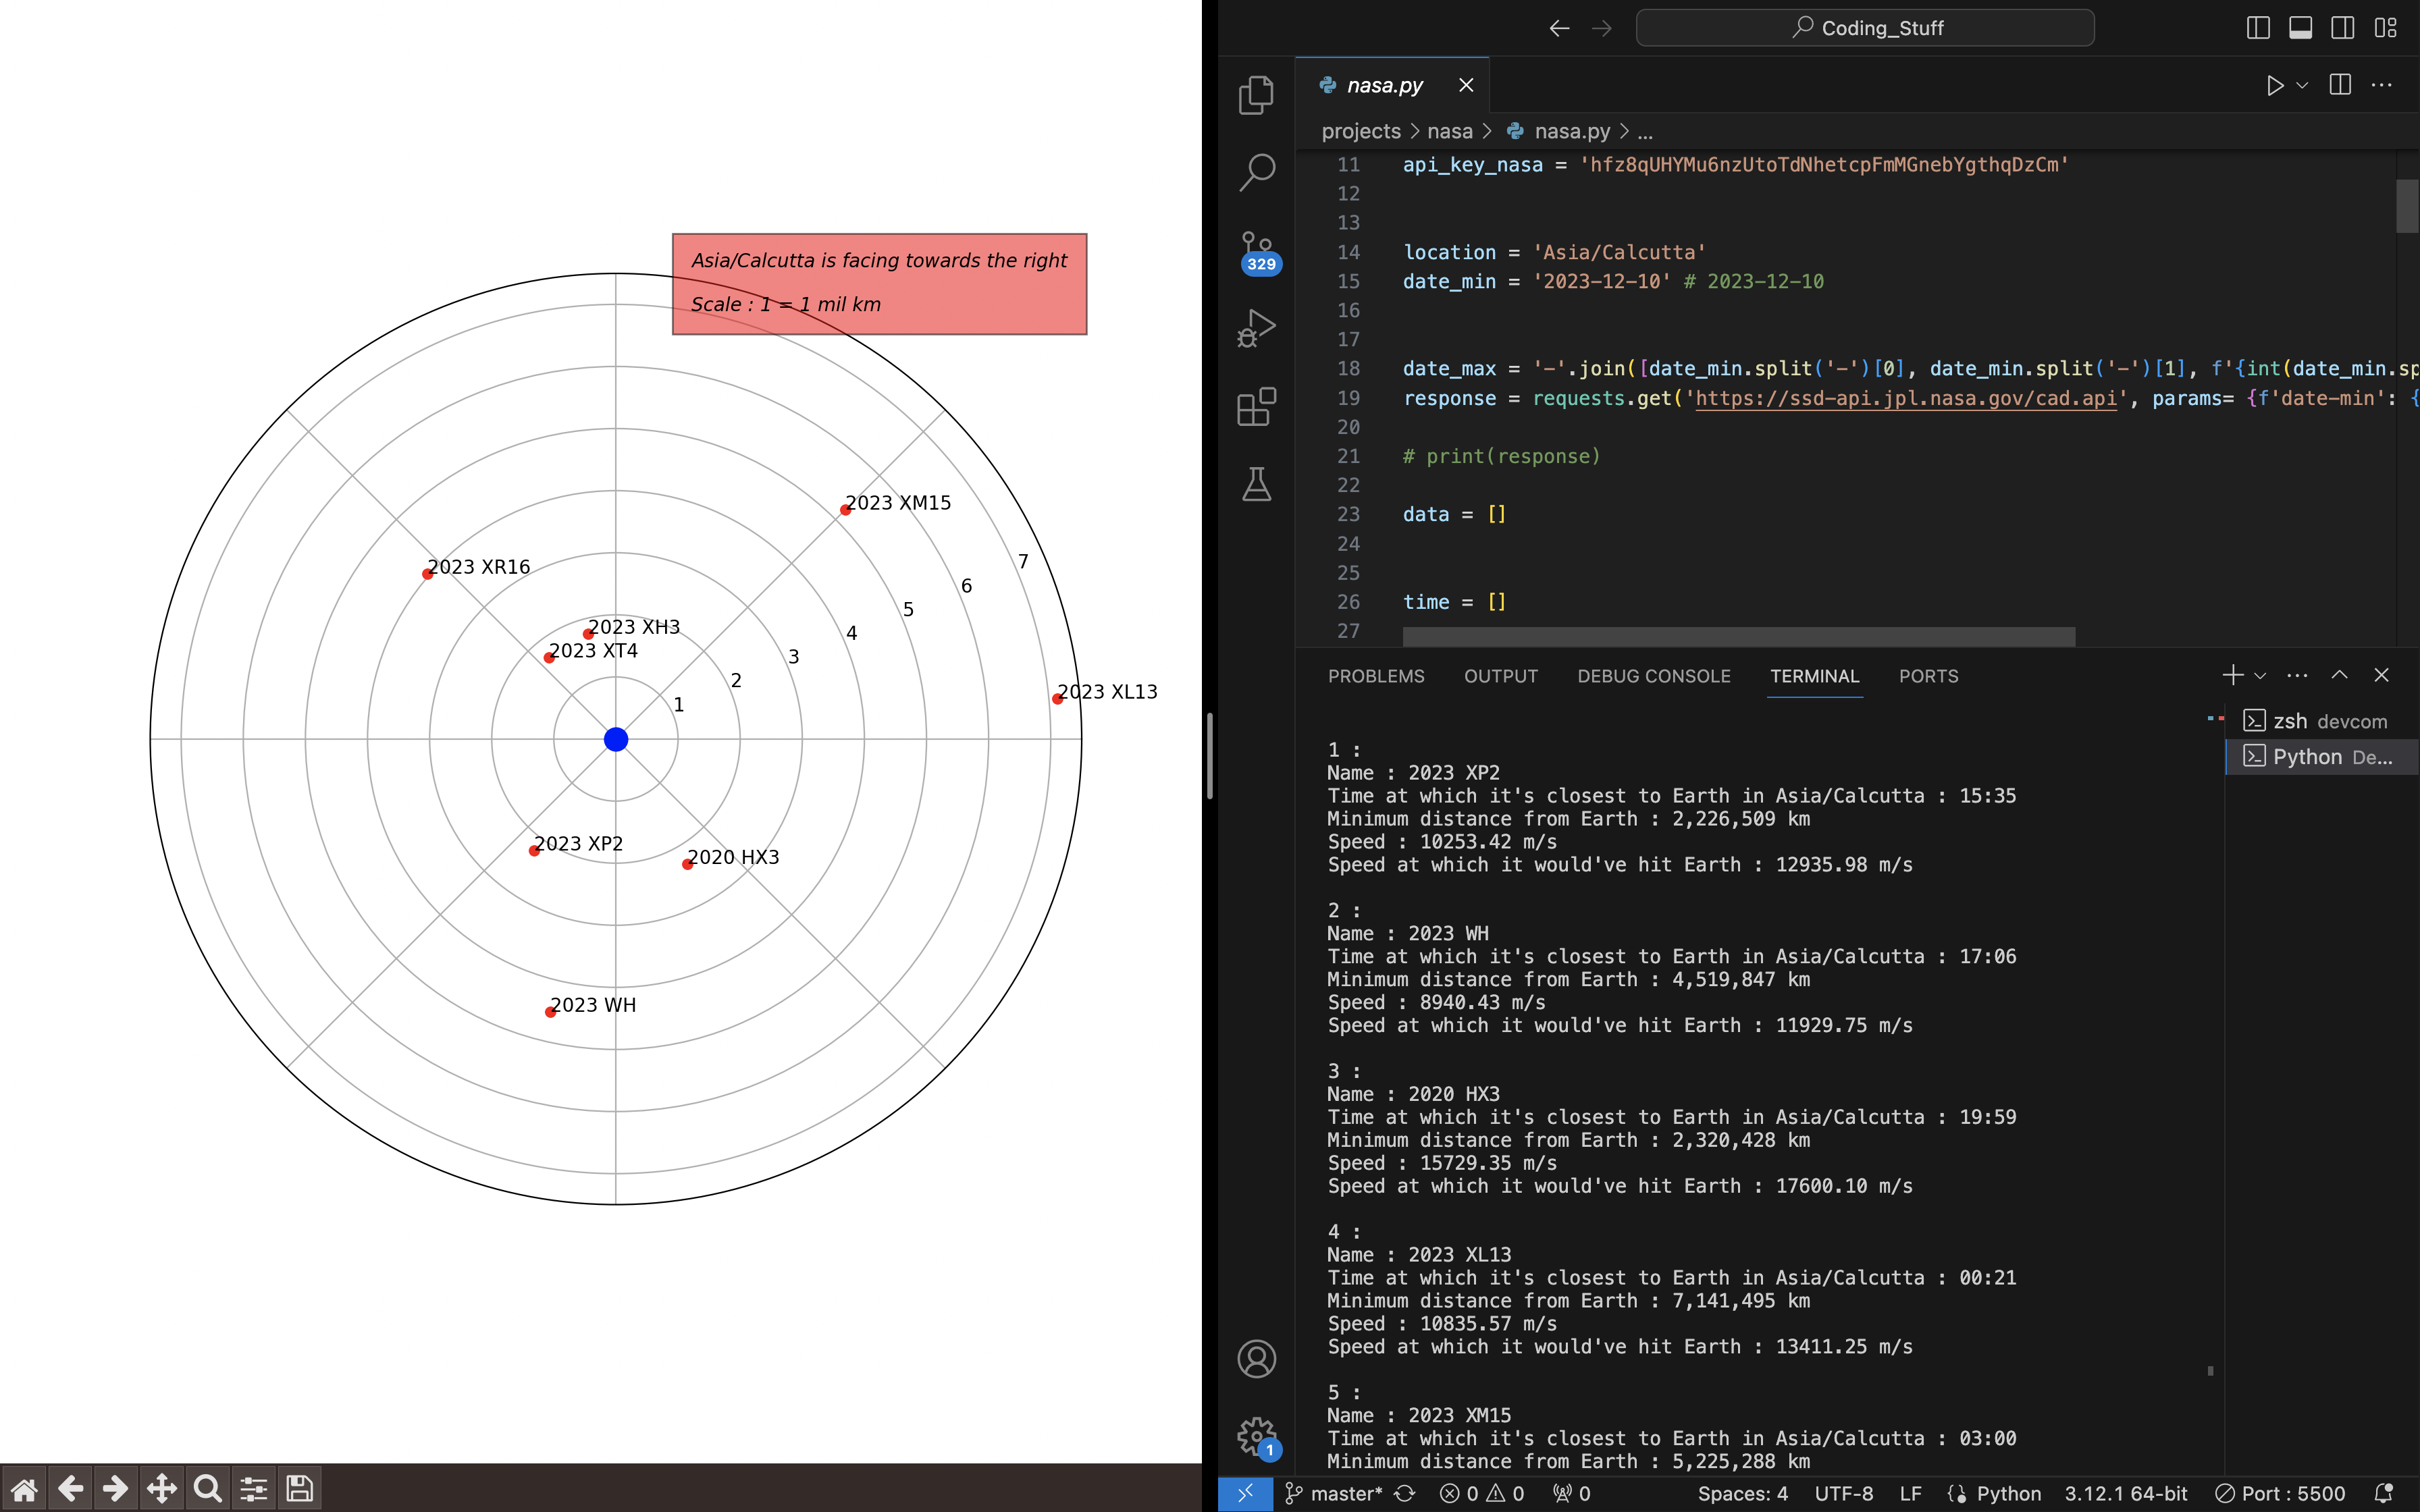 Asia/Calcutta is facing towards the right
Scale : 1 = 1 mil km
2023 XM15
7
2023 XR16
6
5
2023 XH3
4
2023 XT4
3
2
2023 XL13
1
2023 XP2
2020 HX3
2023 WH
Coding_Stuff
nasa.py
projects > nasa > nasa.py > ...
329
11 api_key_nasa = 'hfz8qUHYMu6nzUtoTdNhetcpFmMGnebYgthqDzCm'
12
13
14 location = 'Asia/Calcutta'
15 date_min = '2023-12-10' # 2023-12-10
16
17
18 date_max = '-'.join([date_min.split('-')[0], date_min.split('-')[1], f'{int(date_min.sp
19 response = requests.get('https://ssd-api.jpl.nasa.gov/cad.api', params= {f'date-min': {
20
21 # print(response)
22
23 data = []
24
25
26 time = []
27
PROBLEMS OUTPUT DEBUG CONSOLE TERMINAL PORTS
zsh devcom
Python De...
1 :
Name : 2023 XP2
Time at which it's closest to Earth in Asia/Calcutta : 15:35
Minimum distance from Earth : 2,226,509 km
Speed : 10253.42 m/s
Speed at which it would've hit Earth : 12935.98 m/s
2 :
Name : 2023 WH
Time at which it's closest to Earth in Asia/Calcutta : 17:06
Minimum distance from Earth : 4,519,847 km
Speed : 8940.43 m/s
Speed at which it would've hit Earth : 11929.75 m/s
3 :
Name : 2020 HX3
Time at which it's closest to Earth in Asia/Calcutta : 19:59
Minimum distance from Earth : 2,320,428 km
Speed : 15729.35 m/s
Speed at which it would've hit Earth : 17600.10 m/s
4 :
Name : 2023 XL13
Time at which it's closest to Earth in Asia/Calcutta : 00:21
Minimum distance from Earth : 7,141,495 km
Speed : 10835.57 m/s
Speed at which it would've hit Earth : 13411.25 m/s
5 :
Name : 2023 XM15
Time at which it's closest to Earth in Asia/Calcutta : 03:00
Minimum distance from Earth : 5,225,288 km
1
master* 0 0 0 Spaces: 4 UTF-8 LF Python 3.12.1 64-bit Port : 5500